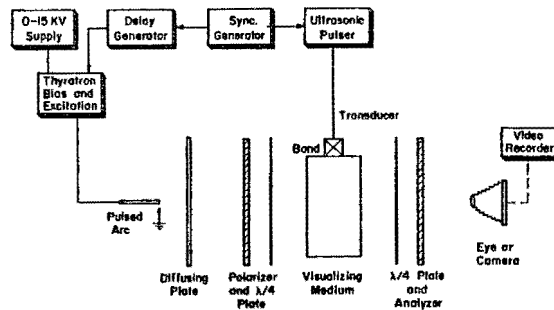 0-15 KV
Supply
Delay
Generator
Sync.
Generator
Ultrasonic
Pulser
Thyratron
Bias and
Excitation
Transducer
Bond
Video
Recorder
Pulsed
Arc
Eye or
Camera
Diffusing
Plate
Polarizer
and λ/4
Plate
Visualizing
Medium
λ/4 Plate
and
Analyzer